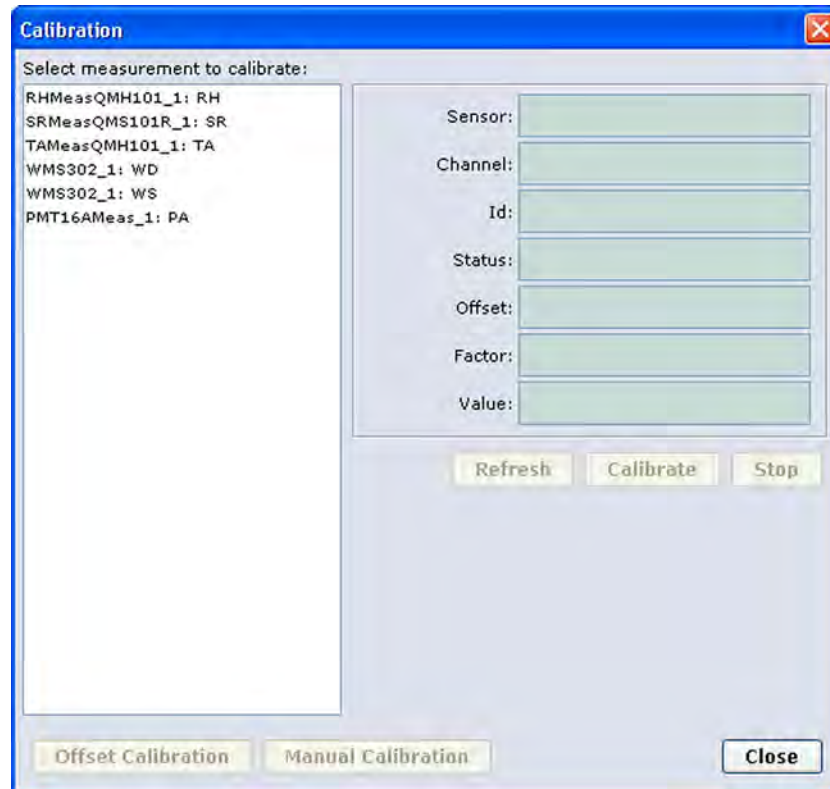 Calibration
Select measurement to calibrate:
RHMeasQMH101_1: RH
SRMeasQMS101R_1: SR
TAMeasQMH101_1: TA
WMS302_1: WD
WMS302_1: WS
PMT16AMeas_1: PA
Sensor:
Channel:
Id:
Status:
Offset:
Factor:
Value:
Refresh Calibrate Stop
Offset Calibration Manual Calibration Close